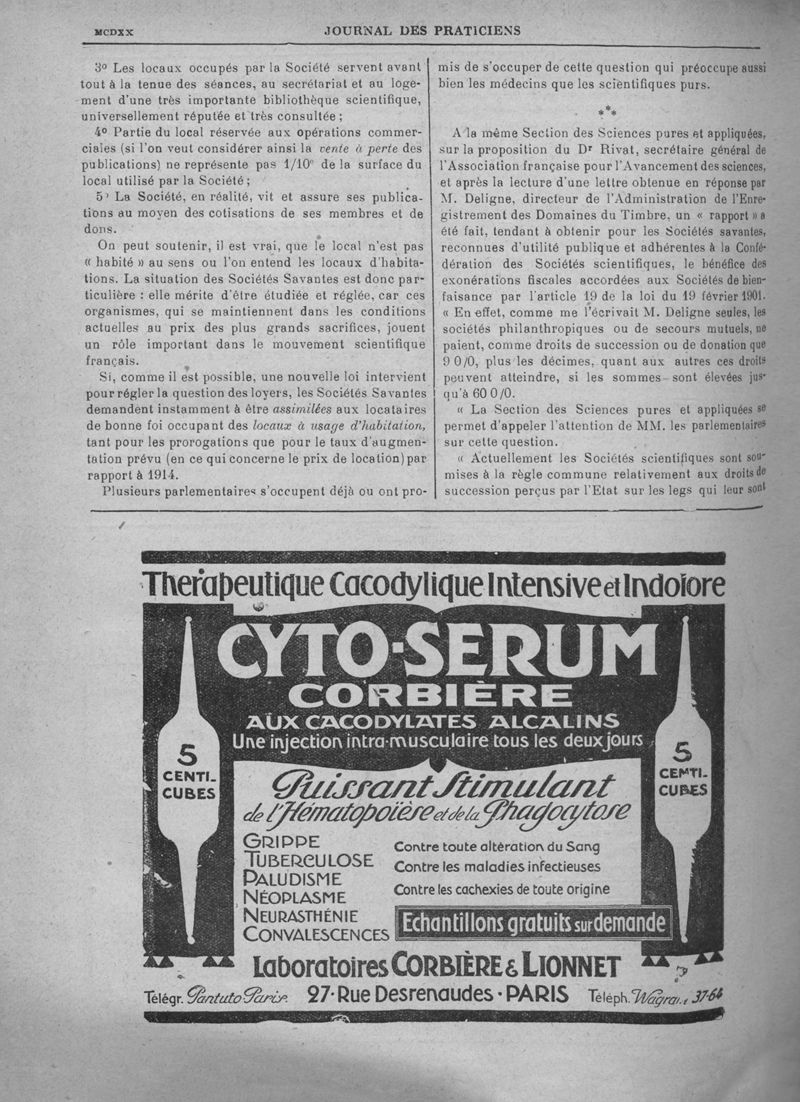 MCDXX
JOURNAL DES PRATICIENS
3º Les locaux occupés par la Société servent avant
tout à la tenue des séances, au secrétariat et au loge-
ment d'une très importante bibliothèque scientifique,
universellement réputée et très consultée ;
4º Partie du local réservée aux opérations commer-
ciales (si l'on veut considérer ainsi la vente à perte des
publications) ne représente pas 1/10e de la surface du
local utilisé par la Société ;
5º La Société, en réalité, vit et assure ses publica-
tions au moyen des cotisations de ses membres et de
dons.
On peut soutenir, il est vrai, que le local n'est pas
« habité » au sens ou l'on entend les locaux d'habita-
tions. La situation des Sociétés Savantes est donc par-
ticulière : elle mérite d'être étudiée et réglée, car ces
organismes, qui se maintiennent dans les conditions
actuelles au prix des plus grands sacrifices, jouent
un rôle important dans le mouvement scientifique
français.
Si, comme il est possible, une nouvelle loi intervient
pour régler la question des loyers, les Sociétés Savantes
demandent instamment à être assimilées aux locataires
de bonne foi occupant des locaux à usage d'habitation,
tant pour les prorogations que pour le taux d'augmen-
tation prévu (en ce qui concerne le prix de location) par
rapport à 1914.
Plusieurs parlementaires s'occupent déjà ou ont pro-
mis de s'occuper de cette question qui préoccupe aussi
bien les médecins que les scientifiques purs.
***
A la même Section des Sciences pures et appliquées,
sur la proposition du Dr Rivat, secrétaire général de
l'Association française pour l'Avancement des sciences,
et après la lecture d'une lettre obtenue en réponse par
M. Deligne, directeur de l'Administration de l'Enre-
gistrement des Domaines du Timbre, un « rapport » a
été fait, tendant à obtenir pour les Sociétés savantes,
reconnues d'utilité publique et adhérentes à la Confé-
dération des Sociétés scientifiques, le bénéfice des
exonérations fiscales accordées aux Sociétés de bien-
faisance par l'article 19 de la loi du 19 février 1901.
« En effet, comme me l'écrivait M. Deligne seules, les
sociétés philanthropiques ou de secours mutuels, ne
paient, comme droits de succession ou de donation que
9 0/0, plus les décimes, quant aux autres ces droits
peuvent atteindre, si les sommes sont élevées jus-
qu'à 60 0/0.
« La Section des Sciences pures et appliquées se
permet d'appeler l'attention de MM. les parlementaires
sur cette question.
« Actuellement les Sociétés scientifiques sont sou-
mises à la règle commune relativement aux droits de
succession perçus par l'Etat sur les legs qui leur sont
Therapeutique Cacodylique Intensive et Indolore
CYTO-SERUM
CORBIÈRE
AUX CACODYLATES ALCALINS
Une injection intra-musculaire tous les deux jours
5
CENTI-
CUBES
5
CENTI-
CUBES
Puissant Stimulant
de l'Hématopoïèse et de la Phagocytose
GRIPPE
TUBERCULOSE
PALUDISME
NÉOPLASME
NEURASTHÉNIE
CONVALESCENCES
Contre toute altération du Sang
Contre les maladies infectieuses
Contre les cachexies de toute origine
Echantillons gratuits sur demande
Laboratoires CORBIÈRE & LIONNET
Télégr. Pantuto Paris. 27·Rue Desrenaudes·PARIS Téléph. Wagram 37-64